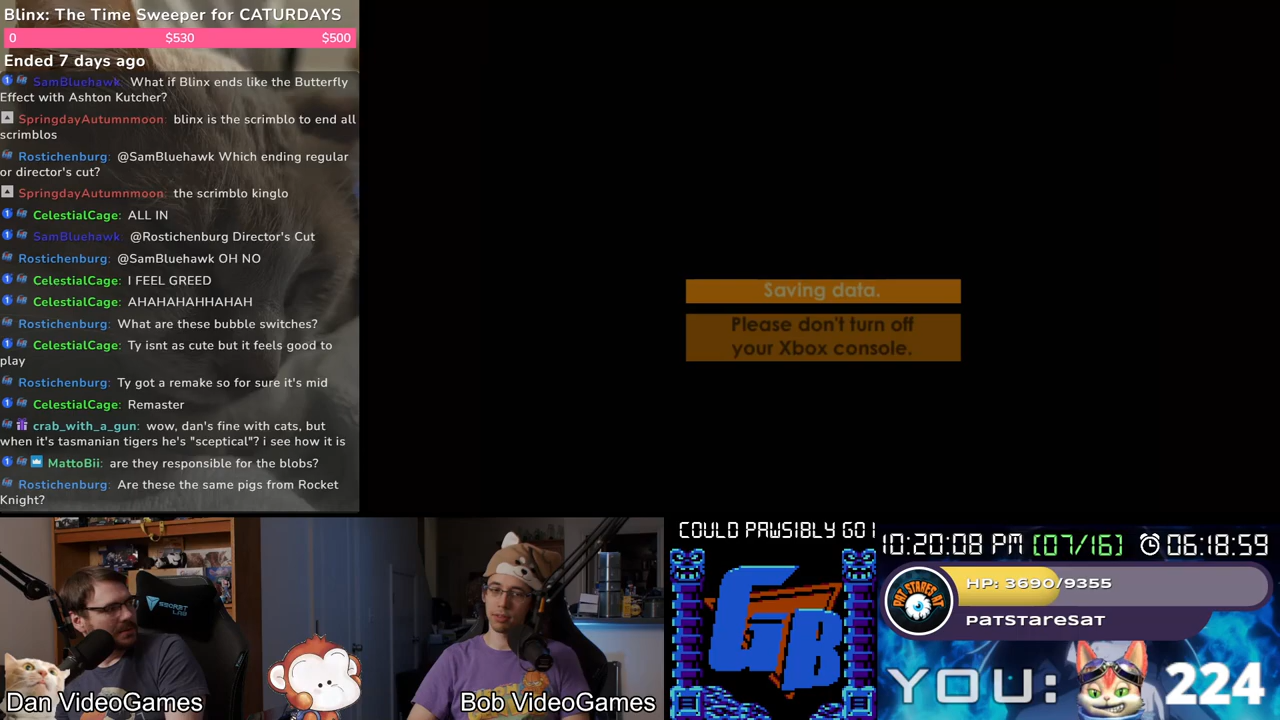 Blinx: The Time Sweeper for CATURDAYS
0 $530 $500
Ended 7 days ago
SamBluehawk: What if Blinx ends like the Butterfly
Effect with Ashton Kutcher?
SpringdayAutumnmoon: blinx is the scrimblo to end all
scrimblos
Rostichenburg: @SamBluehawk Which ending regular
or director's cut?
SpringdayAutumnmoon: the scrimblo kinglo
CelestialCage: ALL IN
SamBluehawk: @Rostichenburg Director's Cut
Rostichenburg: @SamBluehawk OH NO
CelestialCage: I FEEL GREED
CelestialCage: AHAHAHAHHAHAH
Rostichenburg: What are these bubble switches?
CelestialCage: Ty isnt as cute but it feels good to
play
Rostichenburg: Ty got a remake so for sure it's mid
CelestialCage: Remaster
crab_with_a_gun: wow, dan's fine with cats, but
when it's tasmanian tigers he's "sceptical"? i see how it is
MattoBii: are they responsible for the blobs?
Rostichenburg: Are these the same pigs from Rocket
Knight?
Saving data.
Please don't turn off
your Xbox console.
SECRET
LAB
Dan VideoGames
Bob VideoGames
COULD PAWSIBLY GO
GB
10:20:08 PM [07/16] 06:18:59
PAT STARES AT
HP: 3690/9355
PatStaresAt
YOU: 224